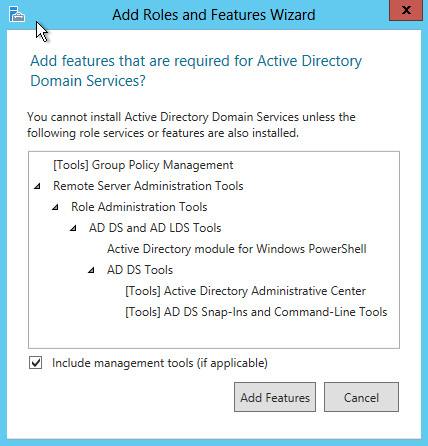 Add Roles and Features Wizard
x
Add features that are required for Active Directory
Domain Services?
You cannot install Active Directory Domain Services unless the
following role services or features are also installed.
[Tools] Group Policy Management
Remote Server Administration Tools
Role Administration Tools
AD DS and AD LDS Tools
Active Directory module for Windows PowerShell
AD DS Tools
[Tools] Active Directory Administrative Center
[Tools] AD DS Snap-Ins and Command-Line Tools
Include management tools (if applicable)
Add Features
Cancel